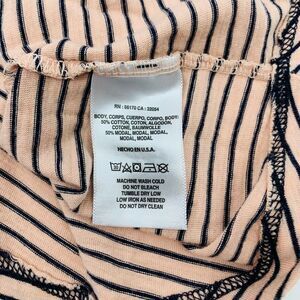 RN: 55170 CA: 32054
BODY, CORPS, CUERPO, CORPO, BODY:
50% COTTON, COTON, ALGODON,
COTONE, BAUMWOLLE
50% MODAL, MODAL, MODAL,
MODAL, MODAL
HECHO EN U.S.A.
MACHINE WASH COLD
DO NOT BLEACH
TUMBLE DRY LOW
LOW IRON AS NEEDED
DO NOT DRY CLEAN